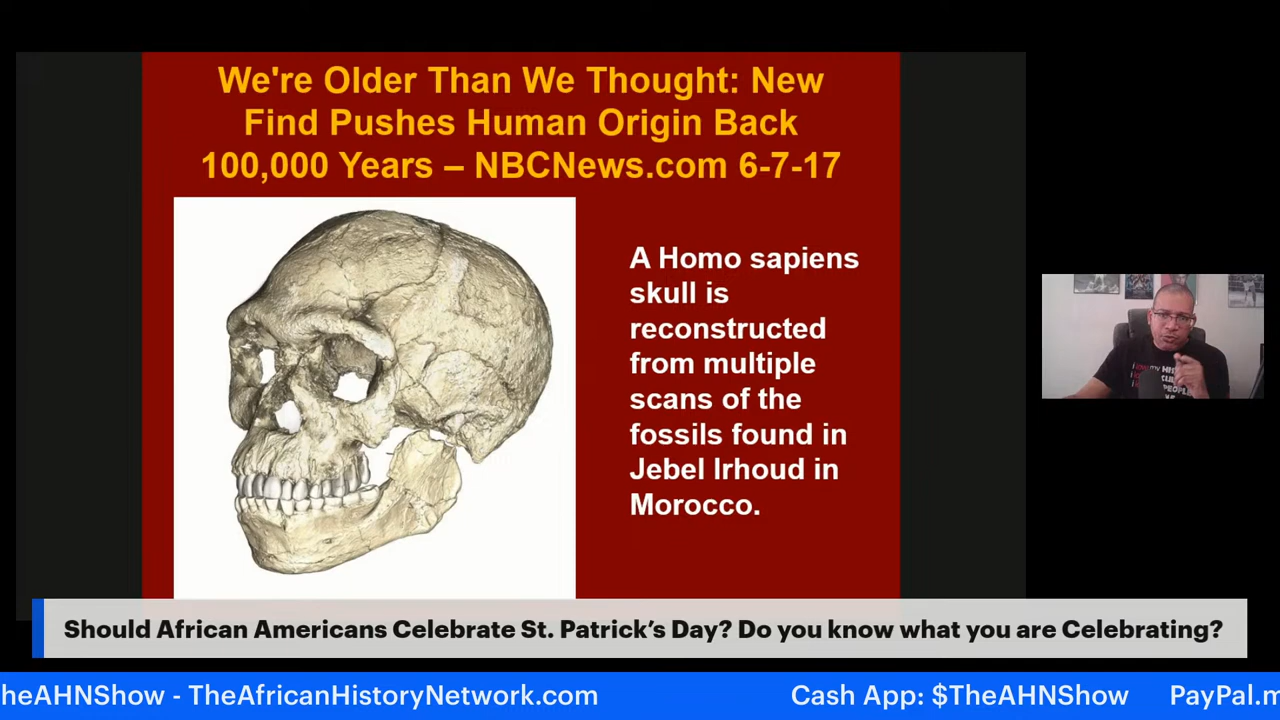 We're Older Than We Thought: New
Find Pushes Human Origin Back
100,000 Years – NBCNews.com 6-7-17
A Homo sapiens
skull is
reconstructed
from multiple
scans of the
fossils found in
Jebel Irhoud in
Morocco.
Should African Americans Celebrate St. Patrick's Day? Do you know what you are Celebrating?
heAHNShow - TheAfricanHistoryNetwork.com Cash App: $TheAHNShow PayPal.m